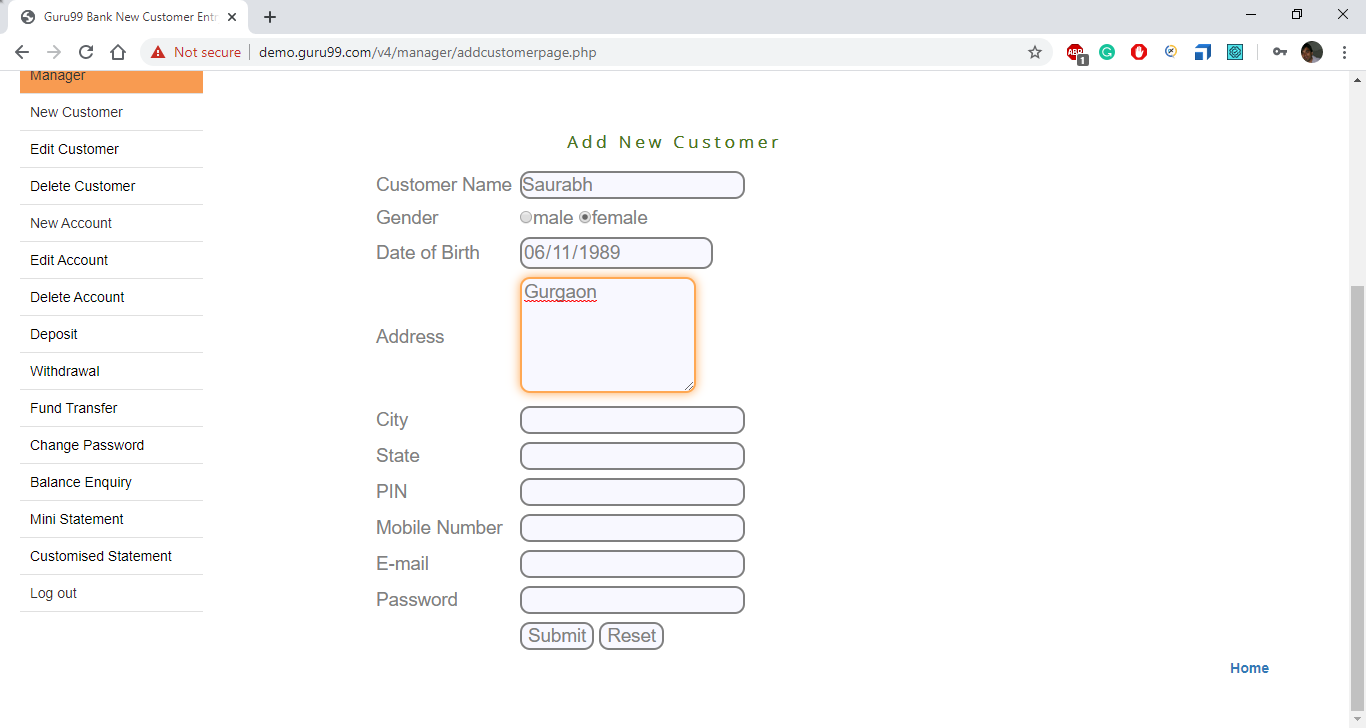 Guru99 Bank New Customer Entr
Not secure
demo.guru99.com/v4/manager/addcustomerpage.php
ABP
1
Manager
New Customer
Edit Customer
Delete Customer
New Account
Edit Account
Delete Account
Deposit
Withdrawal
Fund Transfer
Change Password
Balance Enquiry
Mini Statement
Customised Statement
Log out
Add New Customer
Customer Name Saurabh
Gender male female
Date of Birth 06/11/1989
Address Gurgaon
City
State
PIN
Mobile Number
E-mail
Password
Submit Reset
Home